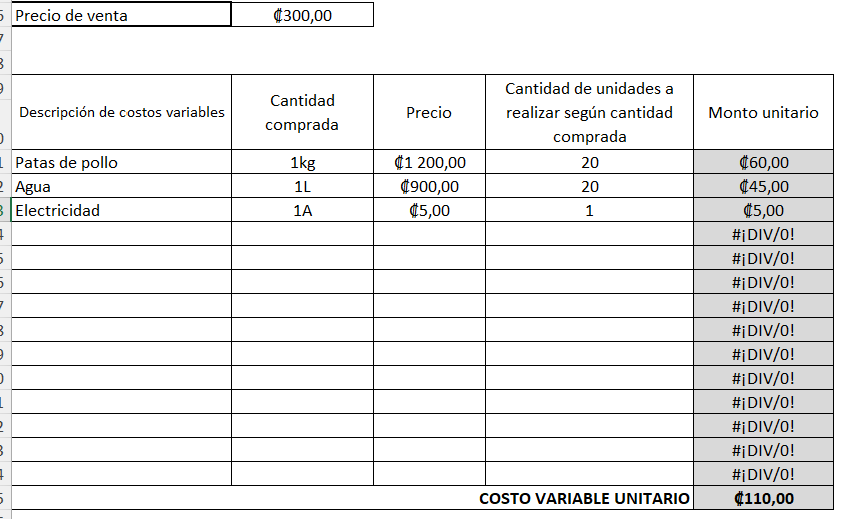 Precio de venta ₡300,00
Descripción de costos variables
Cantidad
comprada
Precio
Cantidad de unidades a
realizar según cantidad
comprada
Monto unitario
Patas de pollo 1kg ₡1 200,00 20 ₡60,00
Agua 1L ₡900,00 20 ₡45,00
Electricidad 1A ₡5,00 1 ₡5,00
#¡DIV/0!
#¡DIV/0!
#¡DIV/0!
#¡DIV/0!
#¡DIV/0!
#¡DIV/0!
#¡DIV/0!
#¡DIV/0!
#¡DIV/0!
#¡DIV/0!
#¡DIV/0!
COSTO VARIABLE UNITARIO ₡110,00